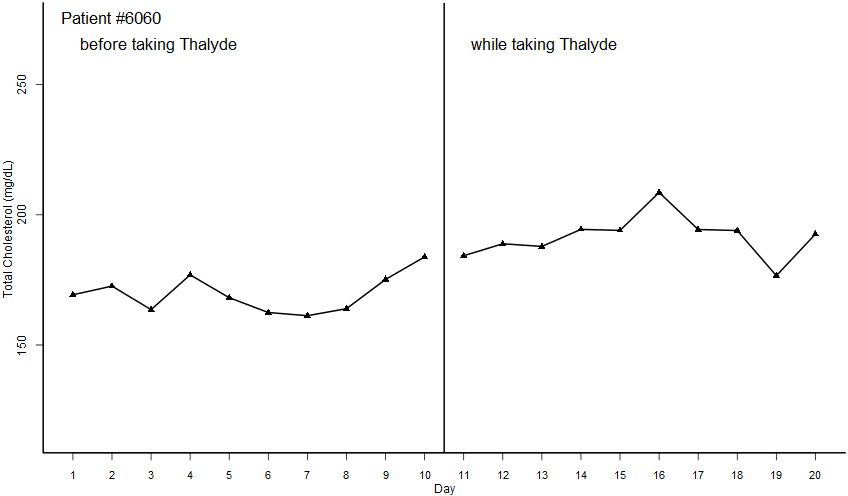 Patient #6060
before taking Thalyde
while taking Thalyde
Total Cholesterol (mg/dL)
250
200
150
1 2 3 4 5 6 7 8 9 10 11 12 13 14 15 16 17 18 19 20
Day